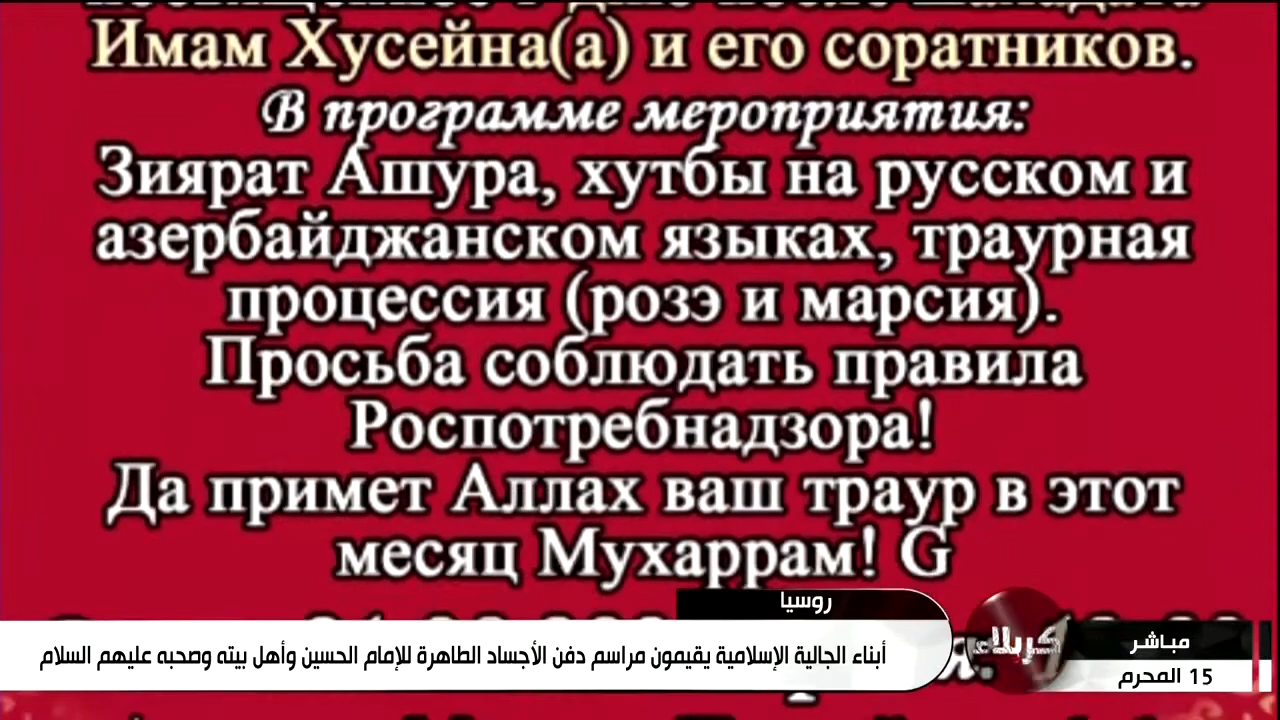 Имам Хусейна(а) и его соратников.
В программе мероприятия:
Зиярат Ашура, хутбы на русском и
азербайджанском языках, траурная
процессия (розэ и марсия).
Просьба соблюдать правила
Роспотребнадзора!
Да примет Аллах ваш траур в этот
месяц Мухаррам! G
روسيا
أبناء الجالية الإسلامية يقيمون مراسم دفن الأجساد الطاهرة للإمام الحسين وأهل بيته وصحبه عليهم السلام
كربلاء
مباشر
15 المحرم